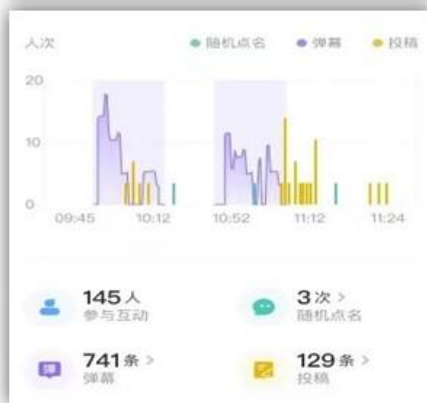 人次 随机点名 弹幕 投稿
20
10
0
09:45 10:12 10:52 11:12 11:24
145人 3次 >
参与互动 随机点名
弹 741条 > 129条 >
弹幕 投稿